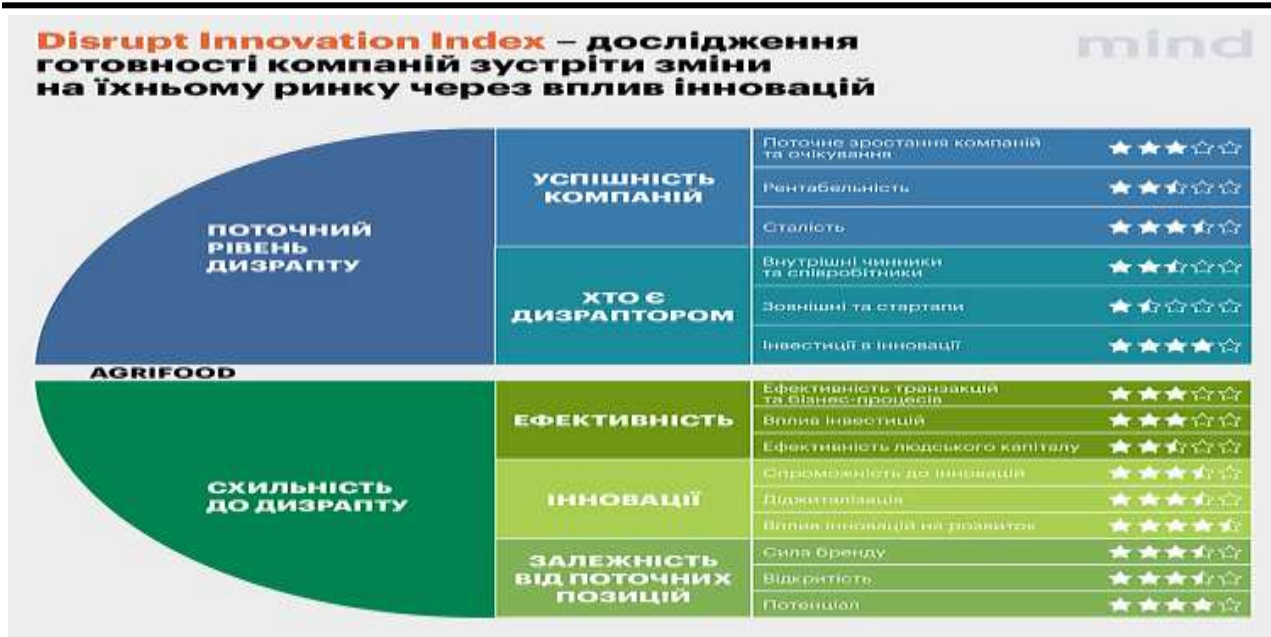 Disrupt Innovation Index – дослідження
готовності компаній зустріти зміни
на їхньому ринку через вплив інновацій
mind
ПОТОЧНИЙ
РІВЕНЬ
ДИЗРАПТУ
УСПІШНІСТЬ
КОМПАНІЙ
Поточне зростання компаній
та очікування
Рентабельність
Сталість
ХТО Є
ДИЗРАПТОРОМ
Внутрішні чинники
та співробітники
Зовнішні та стартапи
Інвестиції в інновації
AGRIFOOD
СХИЛЬНІСТЬ
ДО ДИЗРАПТУ
ЕФЕКТИВНІСТЬ
Ефективність транзакцій
та бізнес-процесів
Вплив інвестицій
Ефективність людського капіталу
ІННОВАЦІЇ
Спроможність до інновацій
Діджиталізація
Вплив інновацій на розвиток
ЗАЛЕЖНІСТЬ
ВІД ПОТОЧНИХ
ПОЗИЦІЙ
Сила бренду
Відкритість
Потенціал